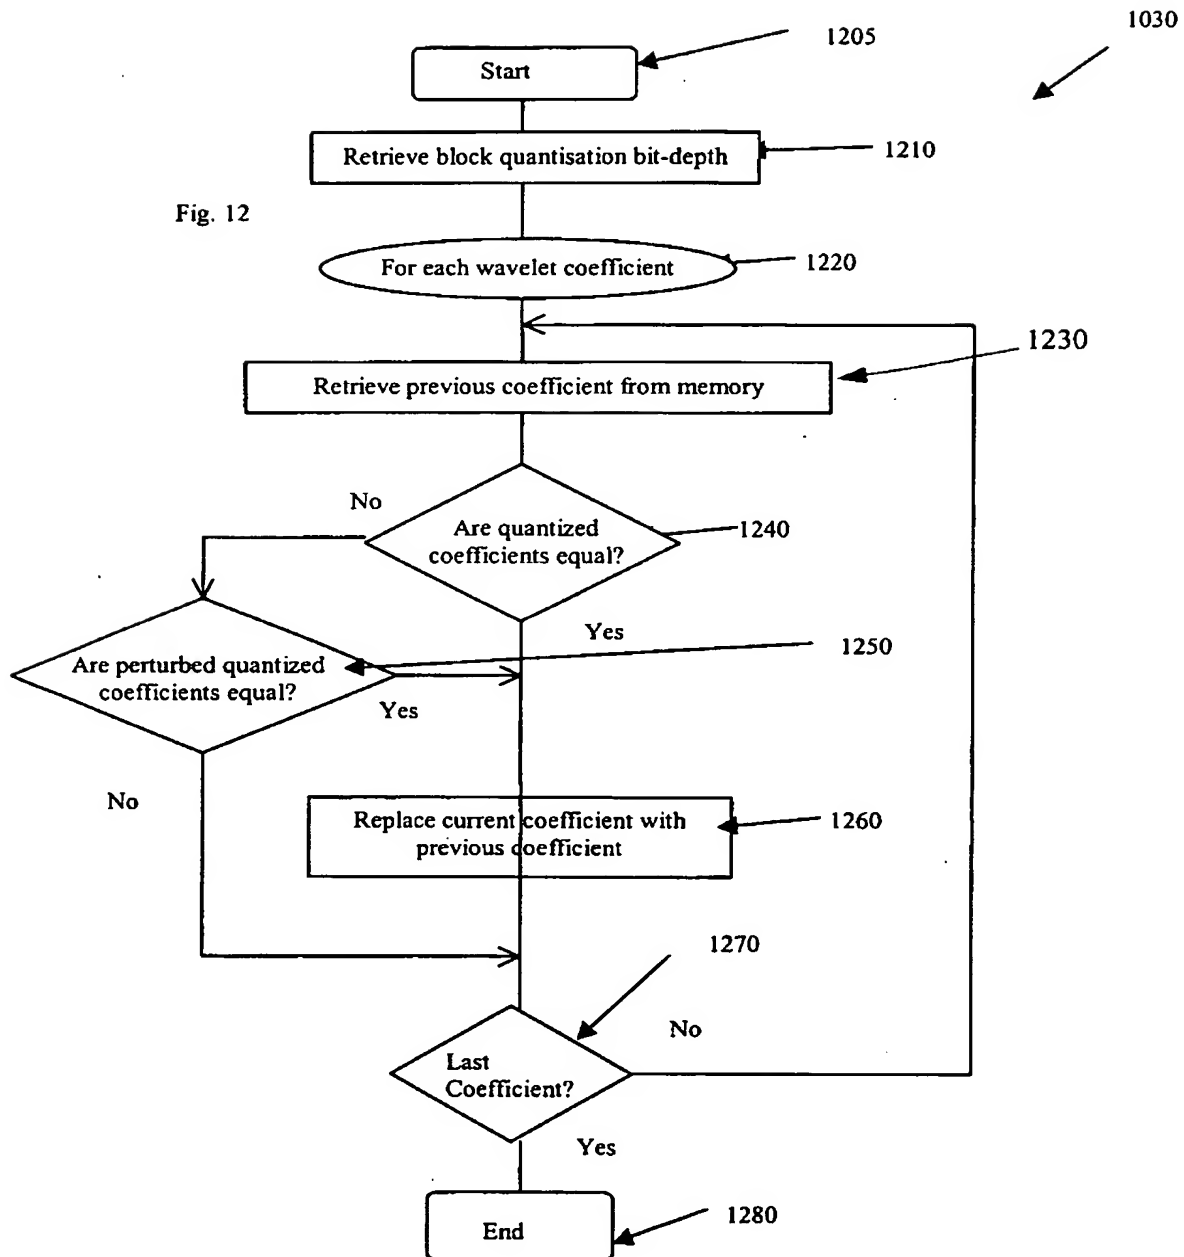 1030
1205
Start
Retrieve block quantisation bit-depth
1210
Fig. 12
For each wavelet coefficient
1220
1230
Retrieve previous coefficient from memory
No
Are quantized
coefficients equal?
1240
Yes
Are perturbed quantized
coefficients equal?
1250
Yes
No
Replace current coefficient with
previous coefficient
1260
1270
No
Last
Coefficient?
Yes
End
1280